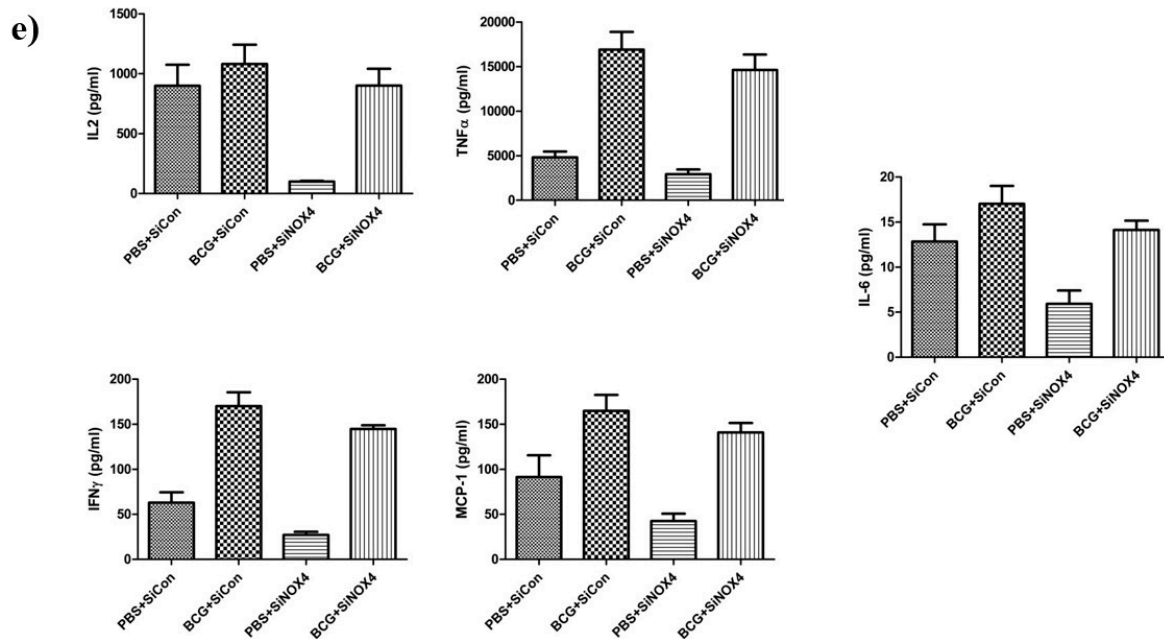 e)
IL2 (pg/ml)
1500
1000
500
0
PBS+SiCon
BCG+SiCon
PBS+SiNOX4
BCG+SiNOX4
TNFα (pg/ml)
20000
15000
10000
5000
0
PBS+SiCon
BCG+SiCon
PBS+SiNOX4
BCG+SiNOX4
IL-6 (pg/ml)
20
15
10
5
0
PBS+SiCon
BCG+SiCon
PBS+SiNOX4
BCG+SiNOX4
IFNγ (pg/ml)
200
150
100
50
0
PBS+SiCon
BCG+SiCon
PBS+SiNOX4
BCG+SiNOX4
MCP-1 (pg/ml)
200
150
100
50
0
PBS+SiCon
BCG+SiCon
PBS+SiNOX4
BCG+SiNOX4